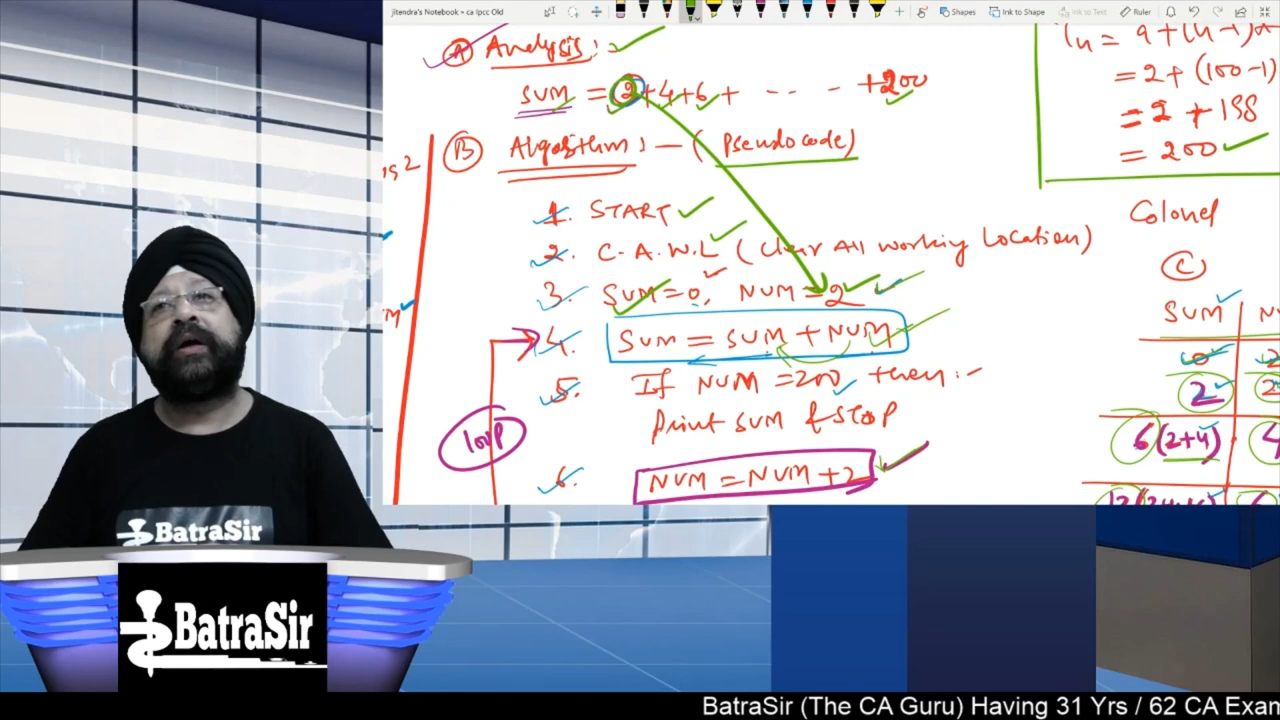 jitendra's Notebook » ca Ipcc Old
Shapes
Ink to Shape
Ink to Text
Ruler
(A) Analysis:-
SUM = 2+4+6+ ---- +200
(B) Algorithm:- (Pseudocode)
1. START
2. C.A.W.L (Clear All Working Location)
3. SUM=0, NUM=2
4. SUM = SUM + NUM
5. If NUM =200 then:-
Print SUM & Stop
loop
6. NUM = NUM +2
= 2+ (100-1)
= 2 + 198
= 200
Colonel
(C)
SUM
0
2
6(2+4)
BatraSir
BatraSir
BatraSir (The CA Guru) Having 31 Yrs / 62 CA Exam